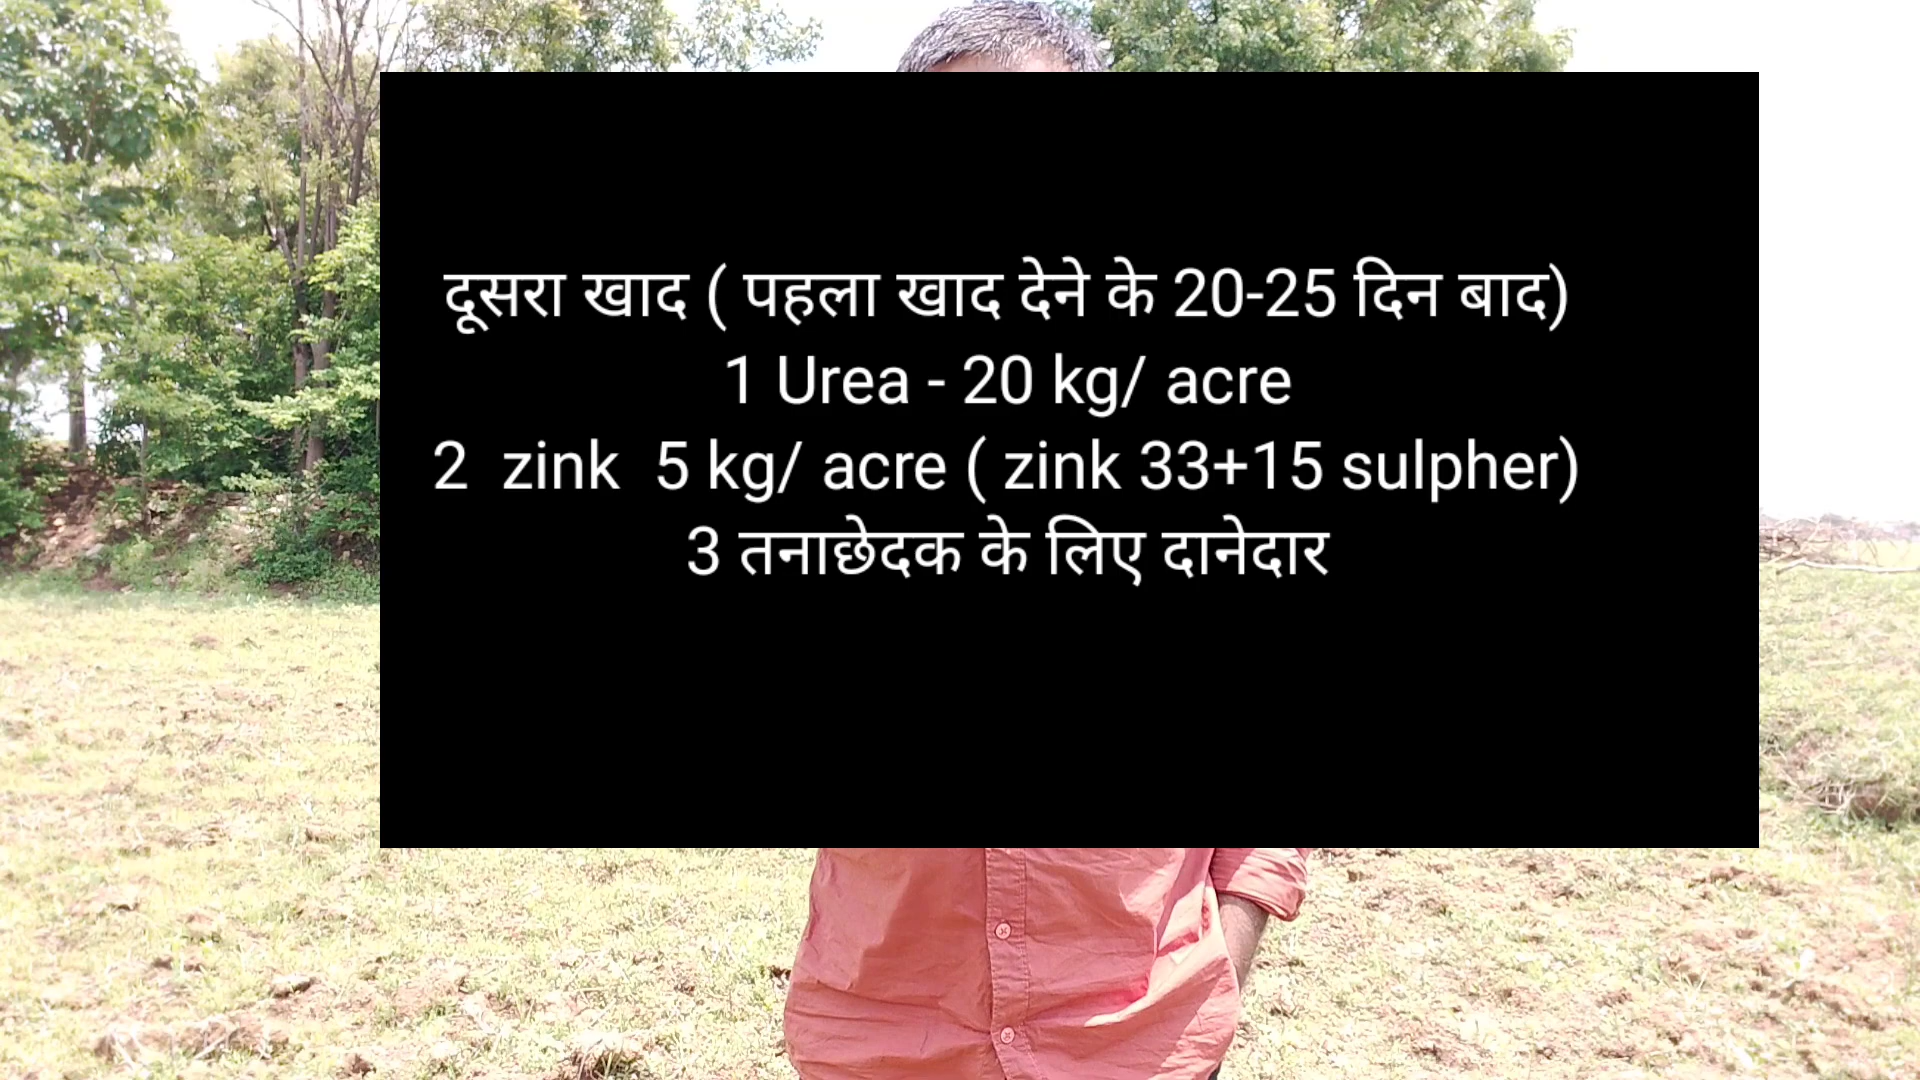 दूसरा खाद ( पहला खाद देने के 20-25 दिन बाद)
1 Urea - 20 kg/ acre
2  zink  5 kg/ acre ( zink 33+15 sulpher)
3 तनाछेदक के लिए दानेदार